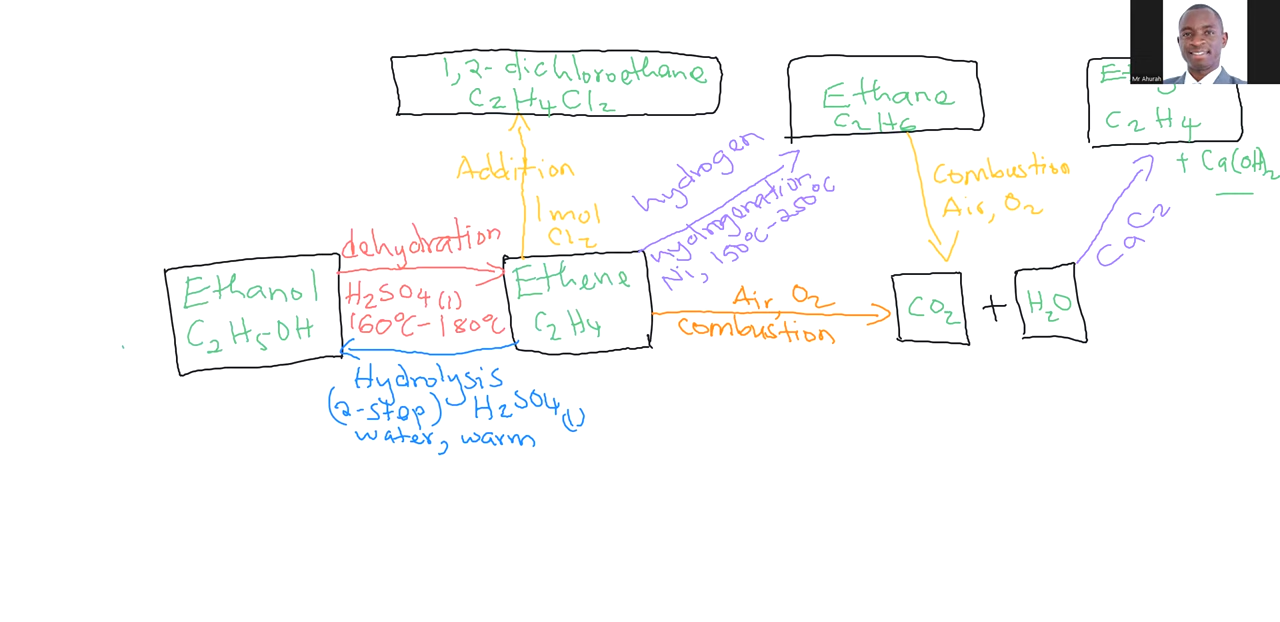 1,2-dichloroethane
C2H4Cl2
Ethane
C2H6
Mr Ahurah
C2H4
+ Ca(OH)2
Addition
1mol
Cl2
hydrogen
hydrogenation
Ni, 150°C-250°C
Combustion
Air, O2
CaC2
dehydration
H2SO4(l)
160°C-180°C
Ethanol
C2H5OH
Ethene
C2H4
Air, O2
combustion
CO2
+
H2O
Hydrolysis
(2-step) H2SO4(l)
water, warm